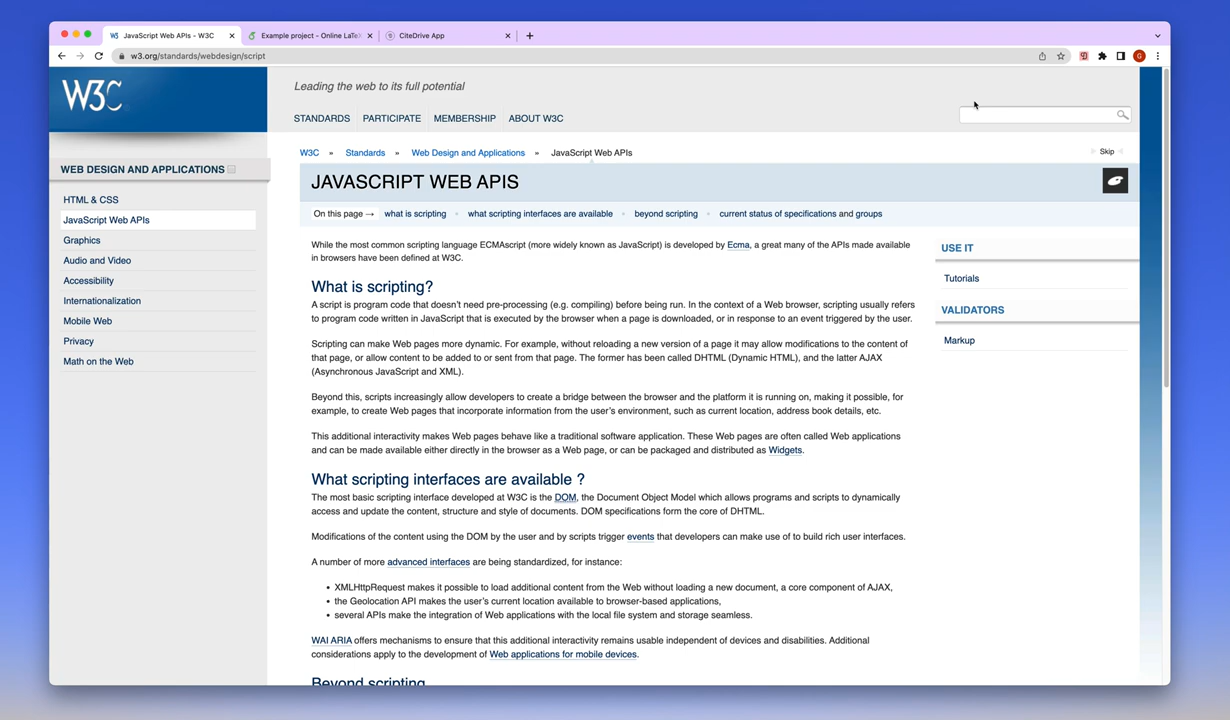 JavaScript Web APIs - W3C
Example project - Online LaTeX
CiteDrive App
w3.org/standards/webdesign/script
G
W3C
Leading the web to its full potential
STANDARDS PARTICIPATE MEMBERSHIP ABOUT W3C
W3C » Standards » Web Design and Applications » JavaScript Web APIs
Skip
WEB DESIGN AND APPLICATIONS
HTML & CSS
JavaScript Web APIs
Graphics
Audio and Video
Accessibility
Internationalization
Mobile Web
Privacy
Math on the Web
JAVASCRIPT WEB APIS
On this page → what is scripting • what scripting interfaces are available • beyond scripting • current status of specifications and groups
While the most common scripting language ECMAscript (more widely known as JavaScript) is developed by Ecma, a great many of the APIs made available
in browsers have been defined at W3C.
What is scripting?
A script is program code that doesn't need pre-processing (e.g. compiling) before being run. In the context of a Web browser, scripting usually refers
to program code written in JavaScript that is executed by the browser when a page is downloaded, or in response to an event triggered by the user.
Scripting can make Web pages more dynamic. For example, without reloading a new version of a page it may allow modifications to the content of
that page, or allow content to be added to or sent from that page. The former has been called DHTML (Dynamic HTML), and the latter AJAX
(Asynchronous JavaScript and XML).
Beyond this, scripts increasingly allow developers to create a bridge between the browser and the platform it is running on, making it possible, for
example, to create Web pages that incorporate information from the user's environment, such as current location, address book details, etc.
This additional interactivity makes Web pages behave like a traditional software application. These Web pages are often called Web applications
and can be made available either directly in the browser as a Web page, or can be packaged and distributed as Widgets.
What scripting interfaces are available ?
The most basic scripting interface developed at W3C is the DOM, the Document Object Model which allows programs and scripts to dynamically
access and update the content, structure and style of documents. DOM specifications form the core of DHTML.
Modifications of the content using the DOM by the user and by scripts trigger events that developers can make use of to build rich user interfaces.
A number of more advanced interfaces are being standardized, for instance:
• XMLHttpRequest makes it possible to load additional content from the Web without loading a new document, a core component of AJAX,
• the Geolocation API makes the user's current location available to browser-based applications,
• several APIs make the integration of Web applications with the local file system and storage seamless.
WAI ARIA offers mechanisms to ensure that this additional interactivity remains usable independent of devices and disabilities. Additional
considerations apply to the development of Web applications for mobile devices.
Beyond scripting
USE IT
Tutorials
VALIDATORS
Markup